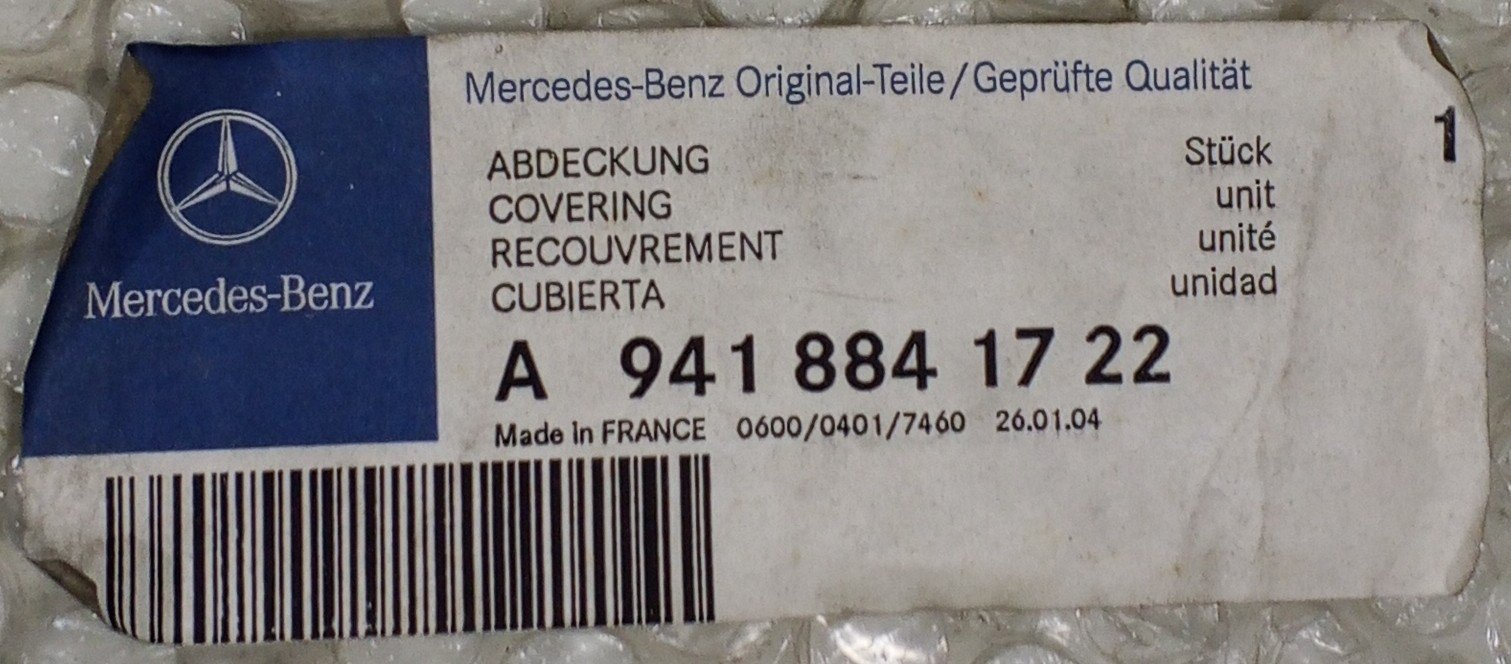 Mercedes-Benz
Mercedes-Benz Original-Teile/Geprüfte Qualität
ABDECKUNG Stück 1
COVERING unit
RECOUVREMENT unité
CUBIERTA unidad
A 941 884 17 22
Made in FRANCE 0600/0401/7460 26.01.04